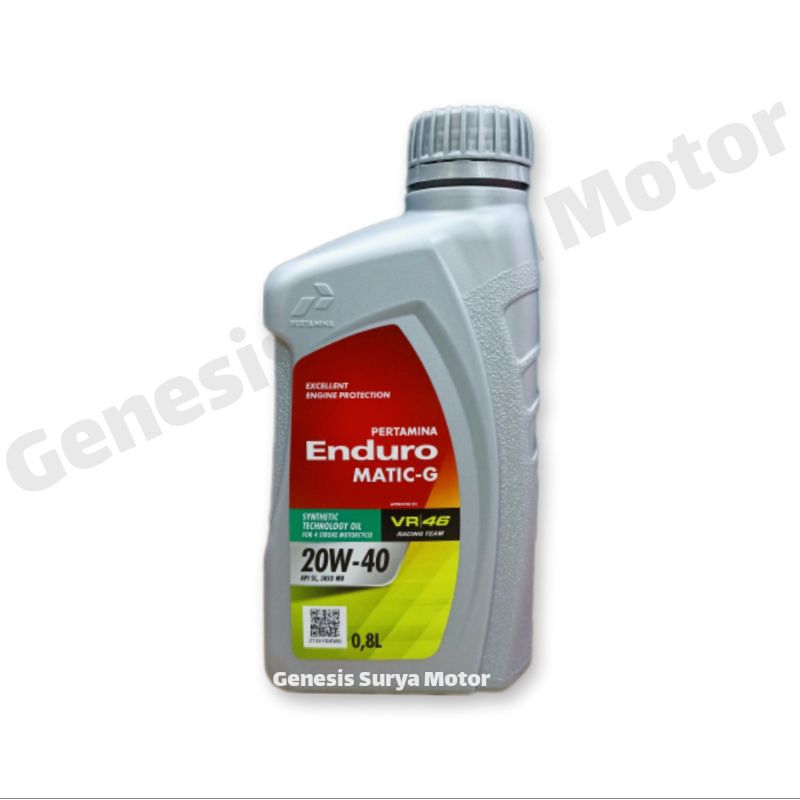 Genesis Surya Motor
PERTAMINA
EXCELLENT
ENGINE PROTECTION
PERTAMINA
Enduro
MATIC-G
VR|46
RACING TEAM
SYNTHETIC
TECHNOLOGY OIL
FOR 4 STROKE MOTORCYCLE
20W-40
API SL, JASO MB
0,8L
Genesis Surya Motor